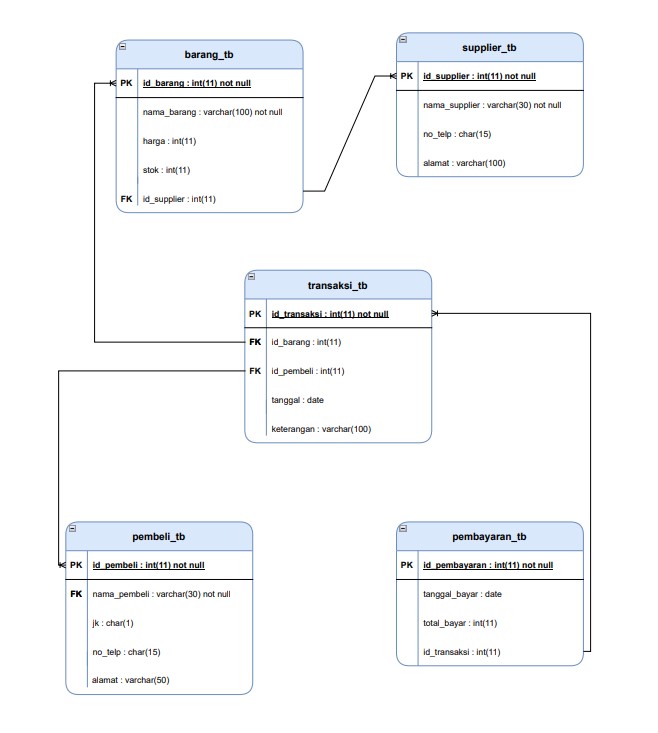 barang_tb
PK id_barang : int(11) not null
nama_barang : varchar(100) not null
harga : int(11)
stok : int(11)
FK id_supplier : int(11)
supplier_tb
PK id_supplier : int(11) not null
nama_supplier : varchar(30) not null
no_telp : char(15)
alamat : varchar(100)
transaksi_tb
PK id_transaksi : int(11) not null
FK id_barang : int(11)
FK id_pembeli : int(11)
tanggal : date
keterangan : varchar(100)
pembeli_tb
PK id_pembeli : int(11) not null
FK nama_pembeli : varchar(30) not null
jk : char(1)
no_telp : char(15)
alamat : varchar(50)
pembayaran_tb
PK id_pembayaran : int(11) not null
tanggal_bayar : date
total_bayar : int(11)
id_transaksi : int(11)